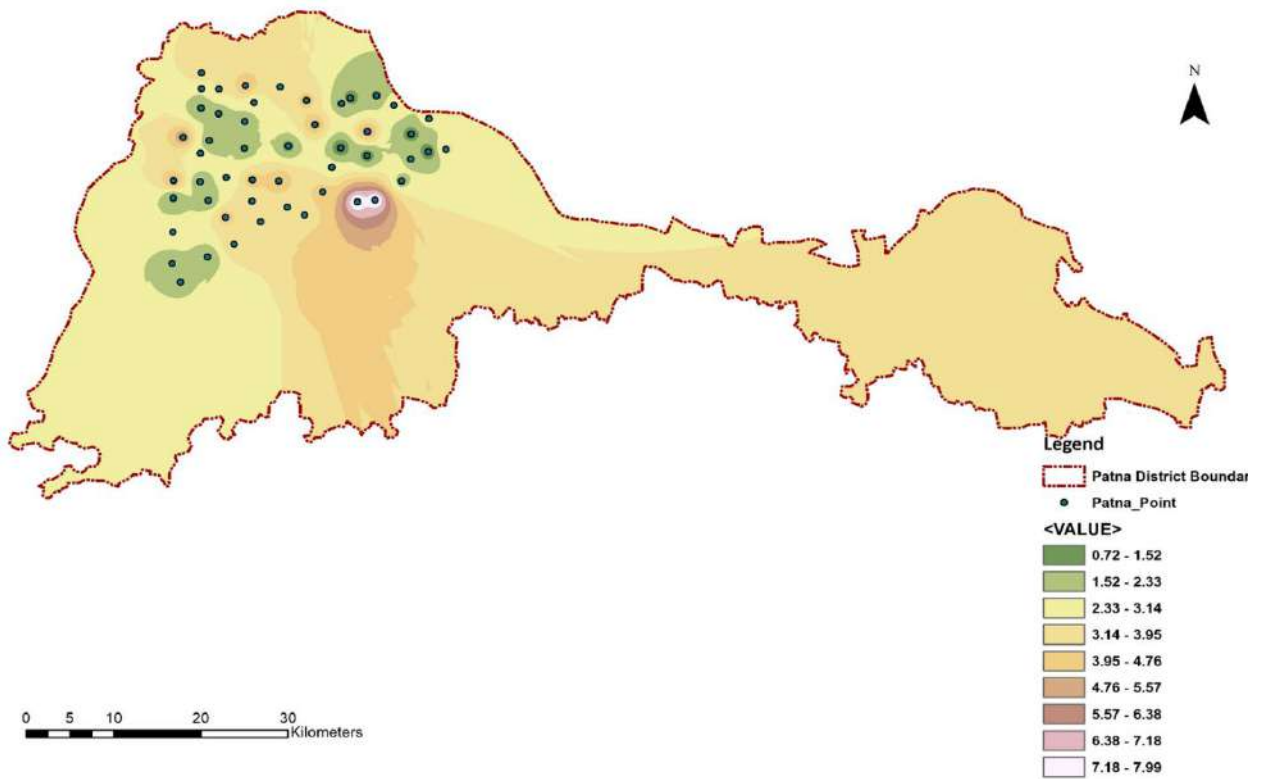 N
Legend
Patna District Boundar
Patna_Point
<VALUE>
0.72 - 1.52
1.52 - 2.33
2.33 - 3.14
3.14 - 3.95
3.95 - 4.76
4.76 - 5.57
5.57 - 6.38
6.38 - 7.18
7.18 - 7.99
0 5 10 20 30
Kilometers